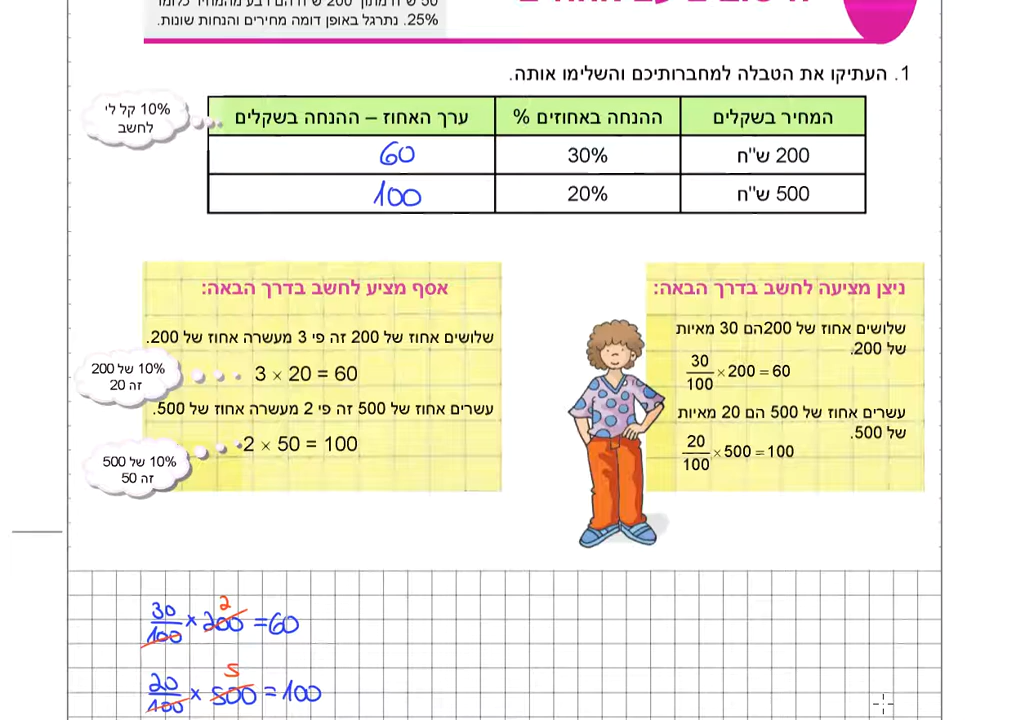 50 ש"ח מתוך 200 ש"ח הם רבע מהמחיר כלומר
25%. נתרגל באופן דומה מחירים והנחות שונות.
1. העתיקו את הטבלה למחברותיכם והשלימו אותה.
10% קל לי
לחשב
המחיר בשקלים ההנחה באחוזים % ערך האחוז – ההנחה בשקלים
200 ש"ח 30% 60
500 ש"ח 20% 100
ניצן מציעה לחשב בדרך הבאה:
שלושים אחוז של 200הם 30 מאיות
של 200.
30/100 × 200 = 60
עשרים אחוז של 500 הם 20 מאיות
של 500.
20/100 × 500 = 100
אסף מציע לחשב בדרך הבאה:
שלושים אחוז של 200 זה פי 3 מעשרה אחוז של 200.
3 × 20 = 60
10% של 200
זה 20
עשרים אחוז של 500 זה פי 2 מעשרה אחוז של 500.
2 × 50 = 100
10% של 500
זה 50
2
30/100 × 200 = 60
5
20/100 × 500 = 100